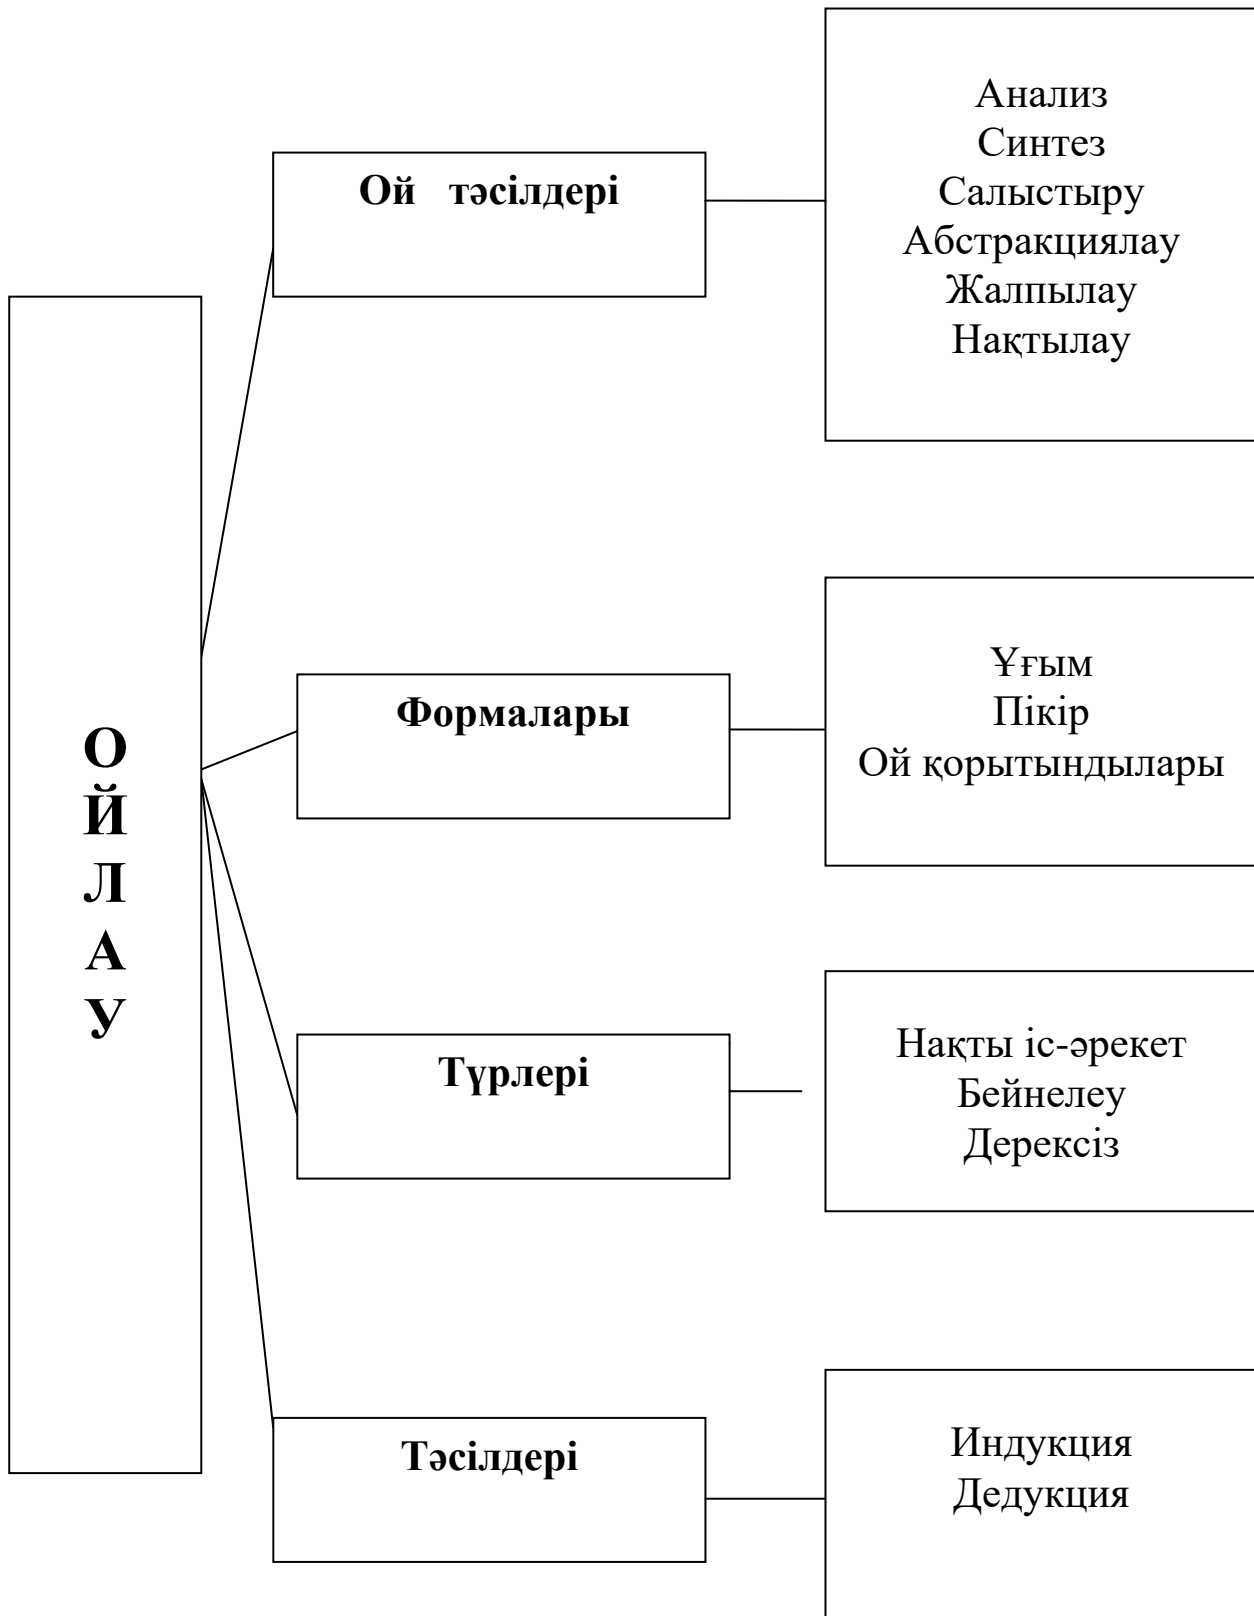 ОЙЛАУ
Ой тәсілдері
Анализ
Синтез
Салыстыру
Абстракциялау
Жалпылау
Нақтылау
Формалары
Ұғым
Пікір
Ой қорытындылары
Түрлері
Нақты іс-әрекет
Бейнелеу
Дерексіз
Тәсілдері
Индукция
Дедукция